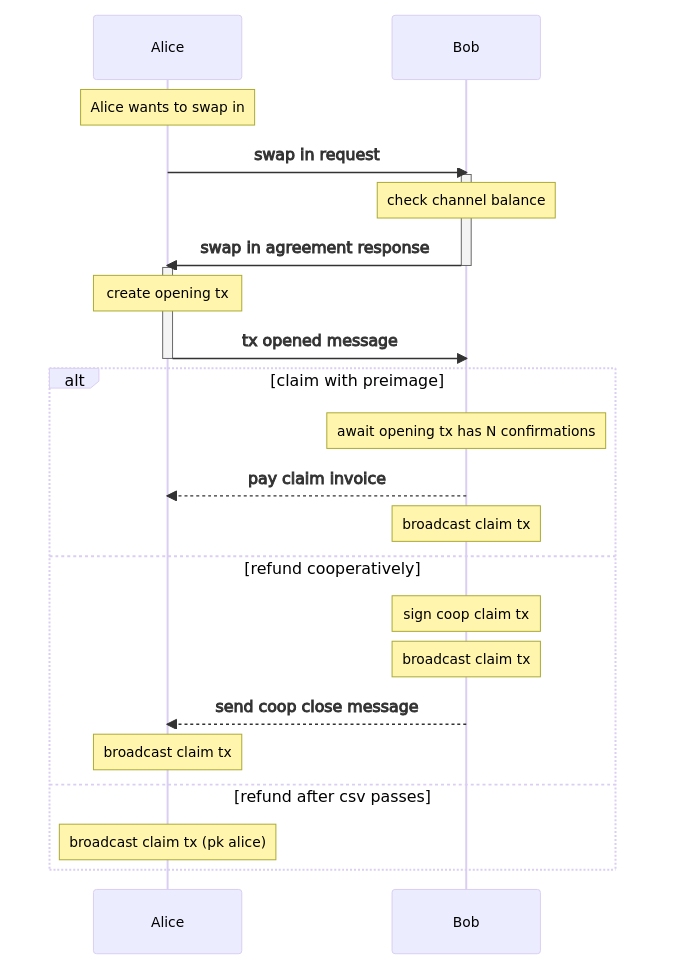 Alice
Bob
Alice wants to swap in
swap in request
check channel balance
swap in agreement response
create opening tx
tx opened message
alt
[claim with preimage]
await opening tx has N confirmations
pay claim invoice
broadcast claim tx
[refund cooperatively]
sign coop claim tx
broadcast claim tx
send coop close message
broadcast claim tx
[refund after csv passes]
broadcast claim tx (pk alice)
Alice
Bob